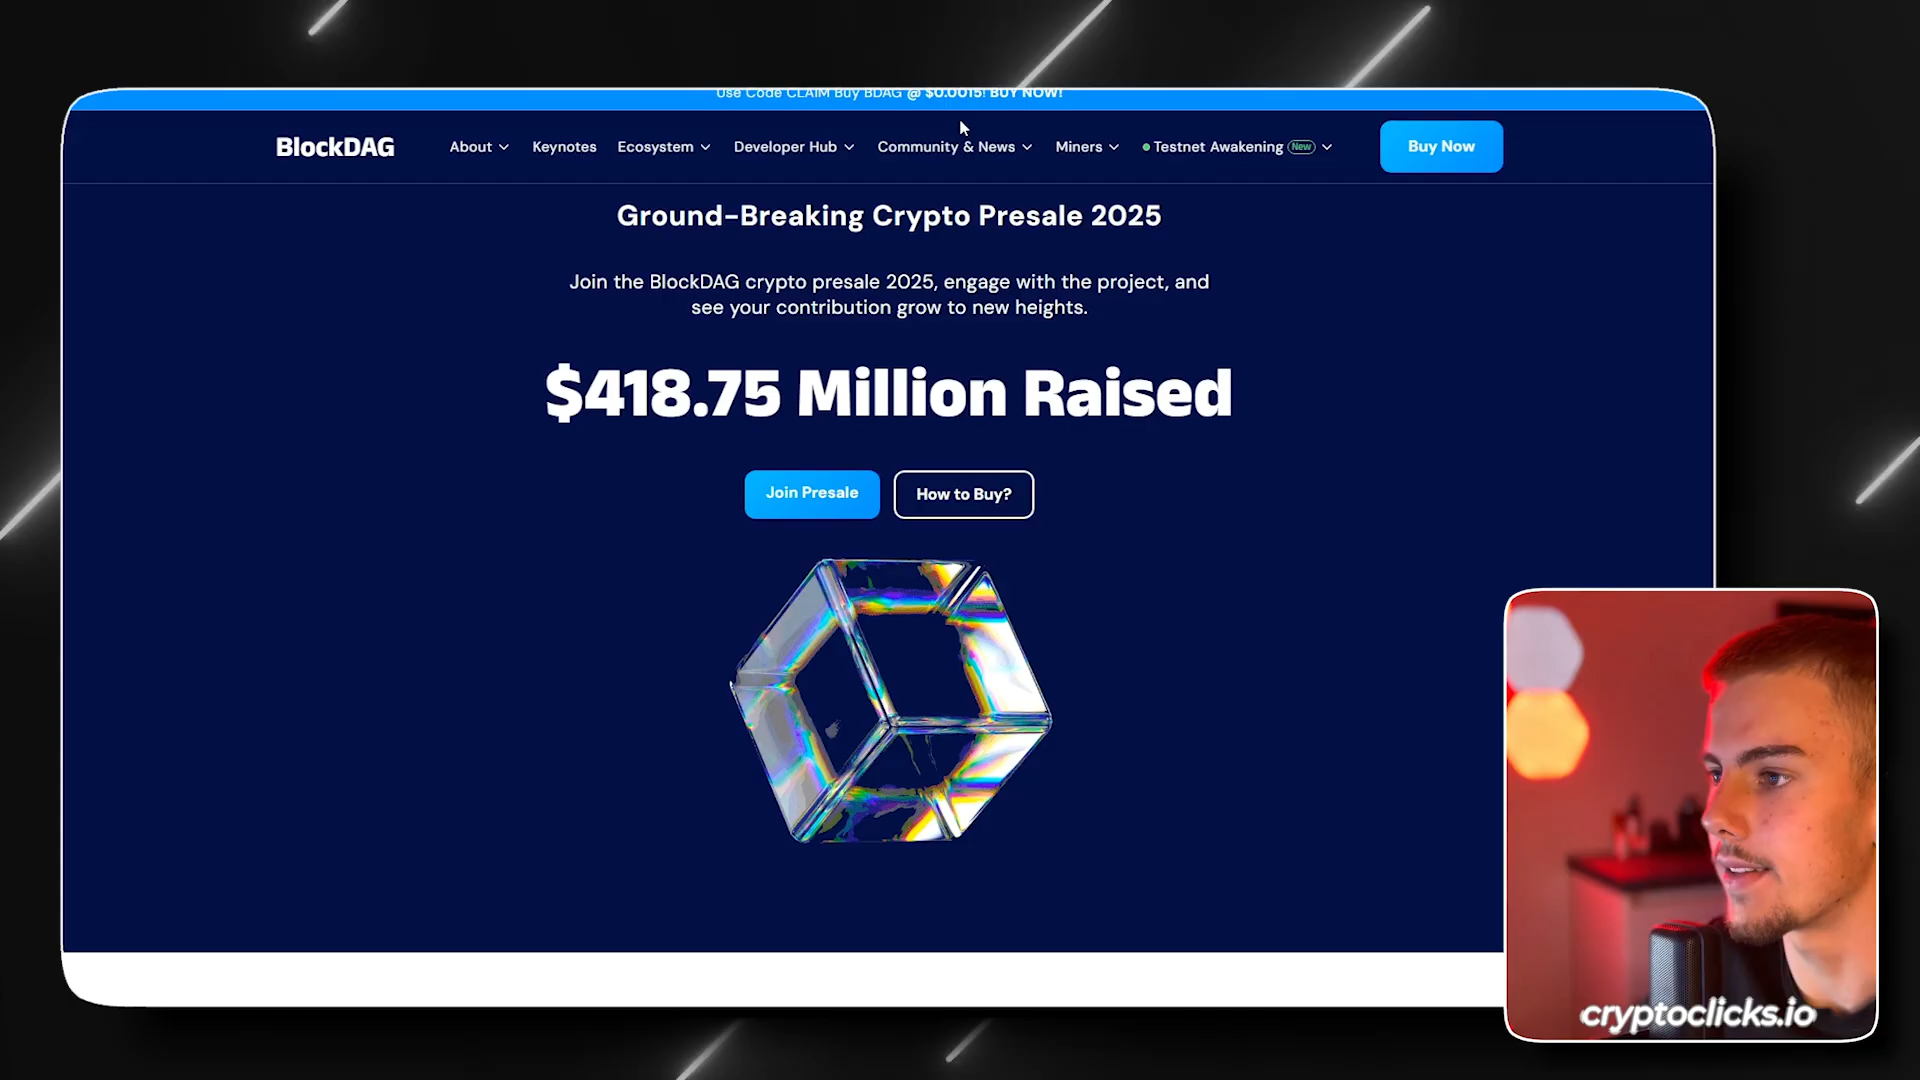 Use Code CLAIM Buy BDAG @ $0.0015! BUY NOW!
BlockDAG
About
Keynotes
Ecosystem
Developer Hub
Community & News
Miners
Testnet Awakening New
Buy Now
Ground-Breaking Crypto Presale 2025
Join the BlockDAG crypto presale 2025, engage with the project, and
see your contribution grow to new heights.
$418.75 Million Raised
Join Presale
How to Buy?
cryptoclicks.io